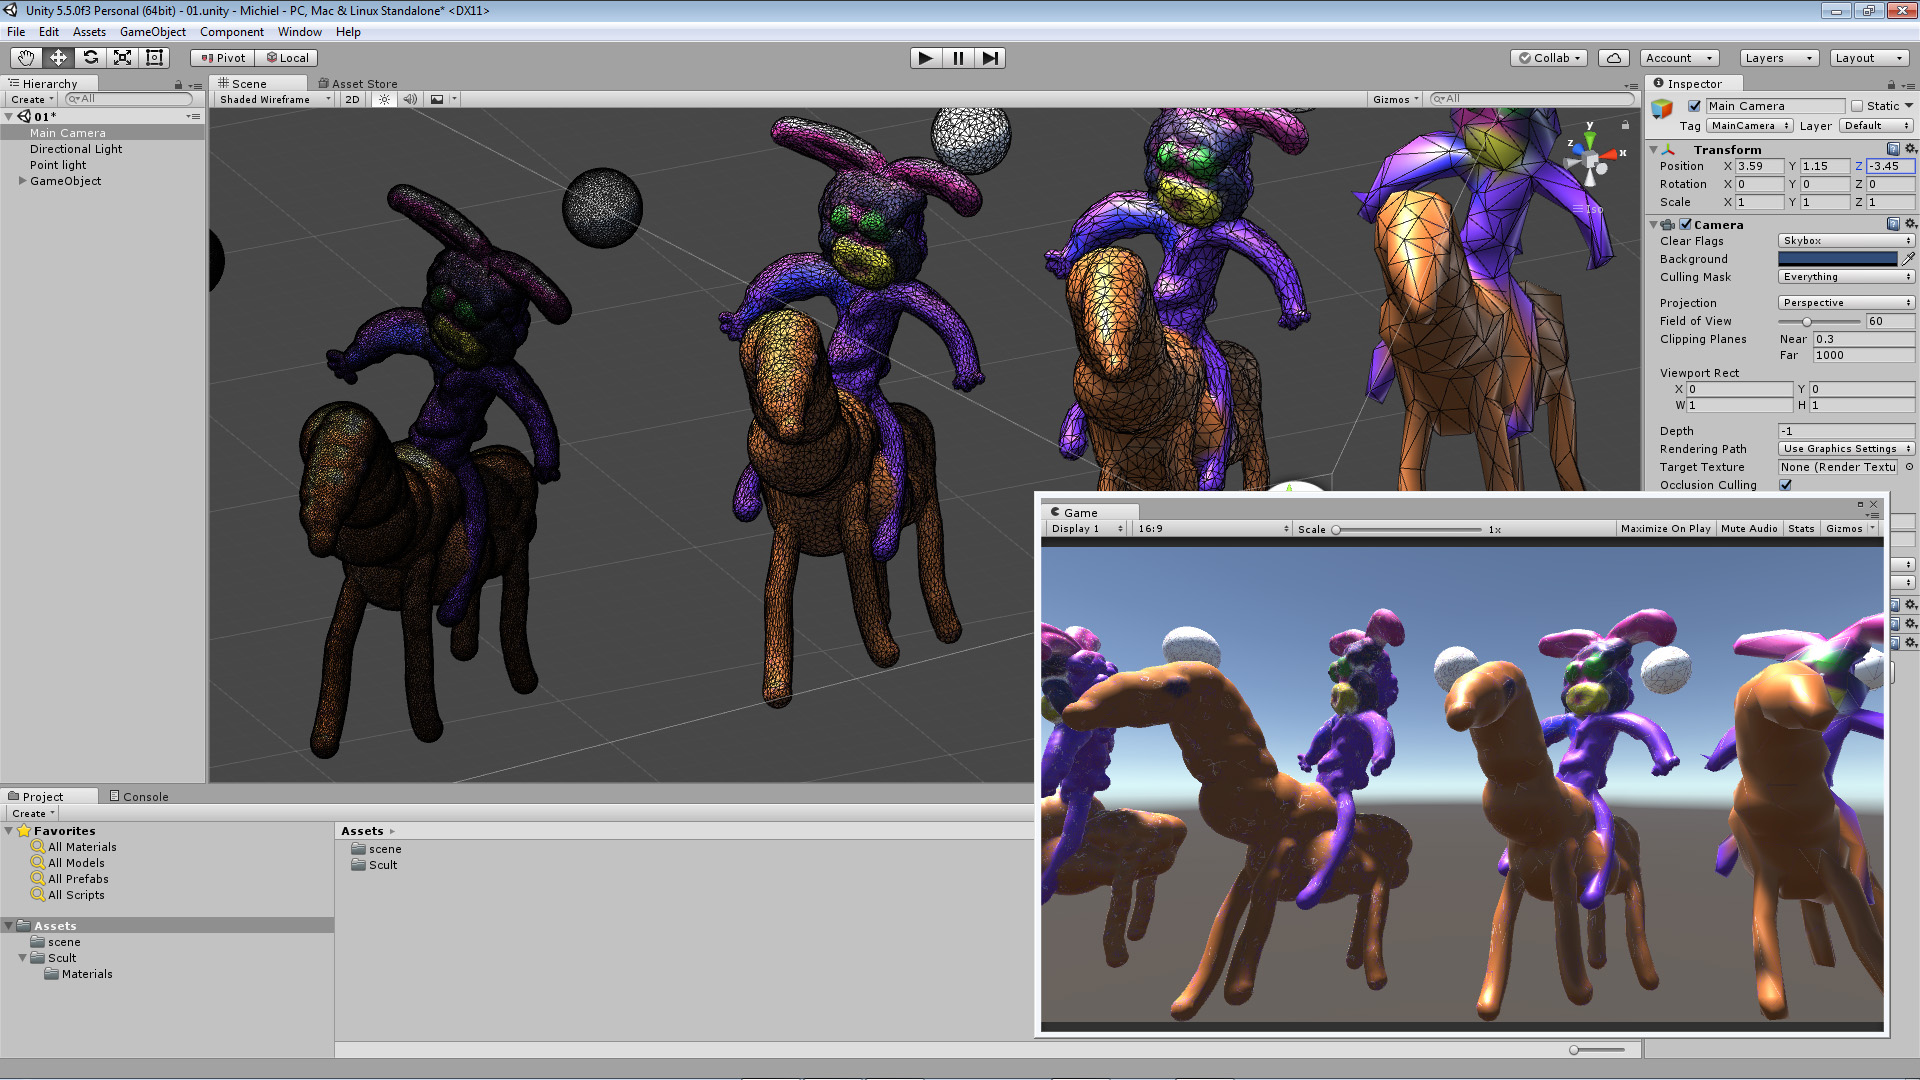 Unity 5.5.0f3 Personal (64bit) - 01.unity - Michiel - PC, Mac & Linux Standalone* <DX11>
File Edit Assets GameObject Component Window Help
Pivot Local Collab Account Layers Layout
Hierarchy
Create All
01*
Main Camera
Directional Light
Point light
GameObject
Scene Asset Store
Shaded Wireframe 2D Gizmos All
y
z x
Iso
Inspector
Main Camera Static
Tag MainCamera Layer Default
Transform
Position X 3.59 Y 1.15 Z -3.45
Rotation X 0 Y 0 Z 0
Scale X 1 Y 1 Z 1
Camera
Clear Flags Skybox
Background
Culling Mask Everything
Projection Perspective
Field of View 60
Clipping Planes Near 0.3
Far 1000
Viewport Rect
X 0 Y 0
W 1 H 1
Depth -1
Rendering Path Use Graphics Settings
Target Texture None (Render Textu
Occlusion Culling
Game
Display 1 16:9 Scale 1x Maximize On Play Mute Audio Stats Gizmos
Project Console
Create
Favorites
All Materials
All Models
All Prefabs
All Scripts
Assets
scene
Scult
Materials
Assets
scene
Scult